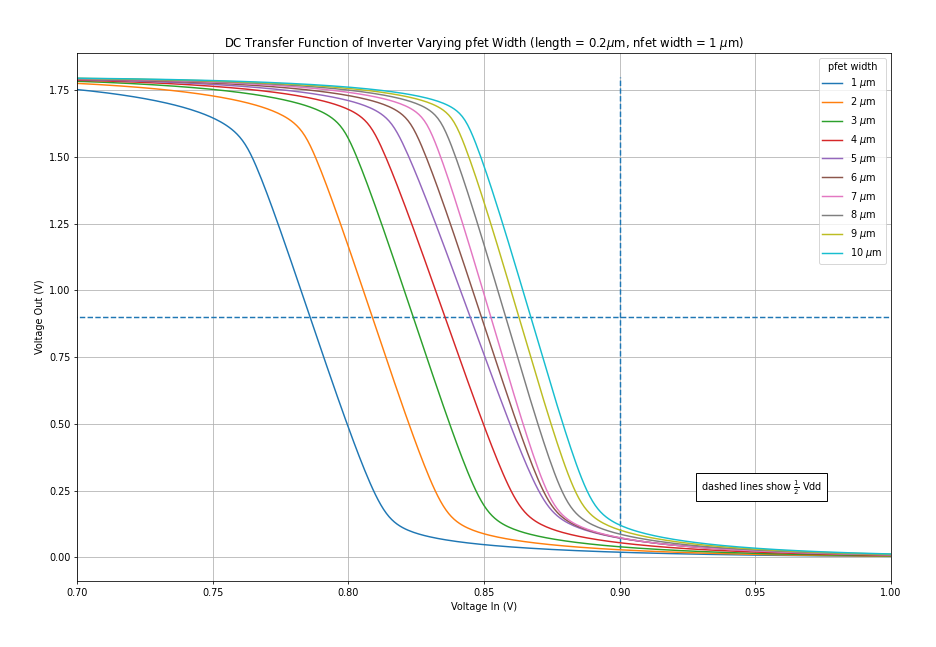 DC Transfer Function of Inverter Varying pfet Width (length = 0.2μm, nfet width = 1 μm)
Voltage Out (V)
1.75
1.50
1.25
1.00
0.75
0.50
0.25
0.00
pfet width
1 μm
2 μm
3 μm
4 μm
5 μm
6 μm
7 μm
8 μm
9 μm
10 μm
dashed lines show 1/2 Vdd
0.70 0.75 0.80 0.85 0.90 0.95 1.00
Voltage In (V)